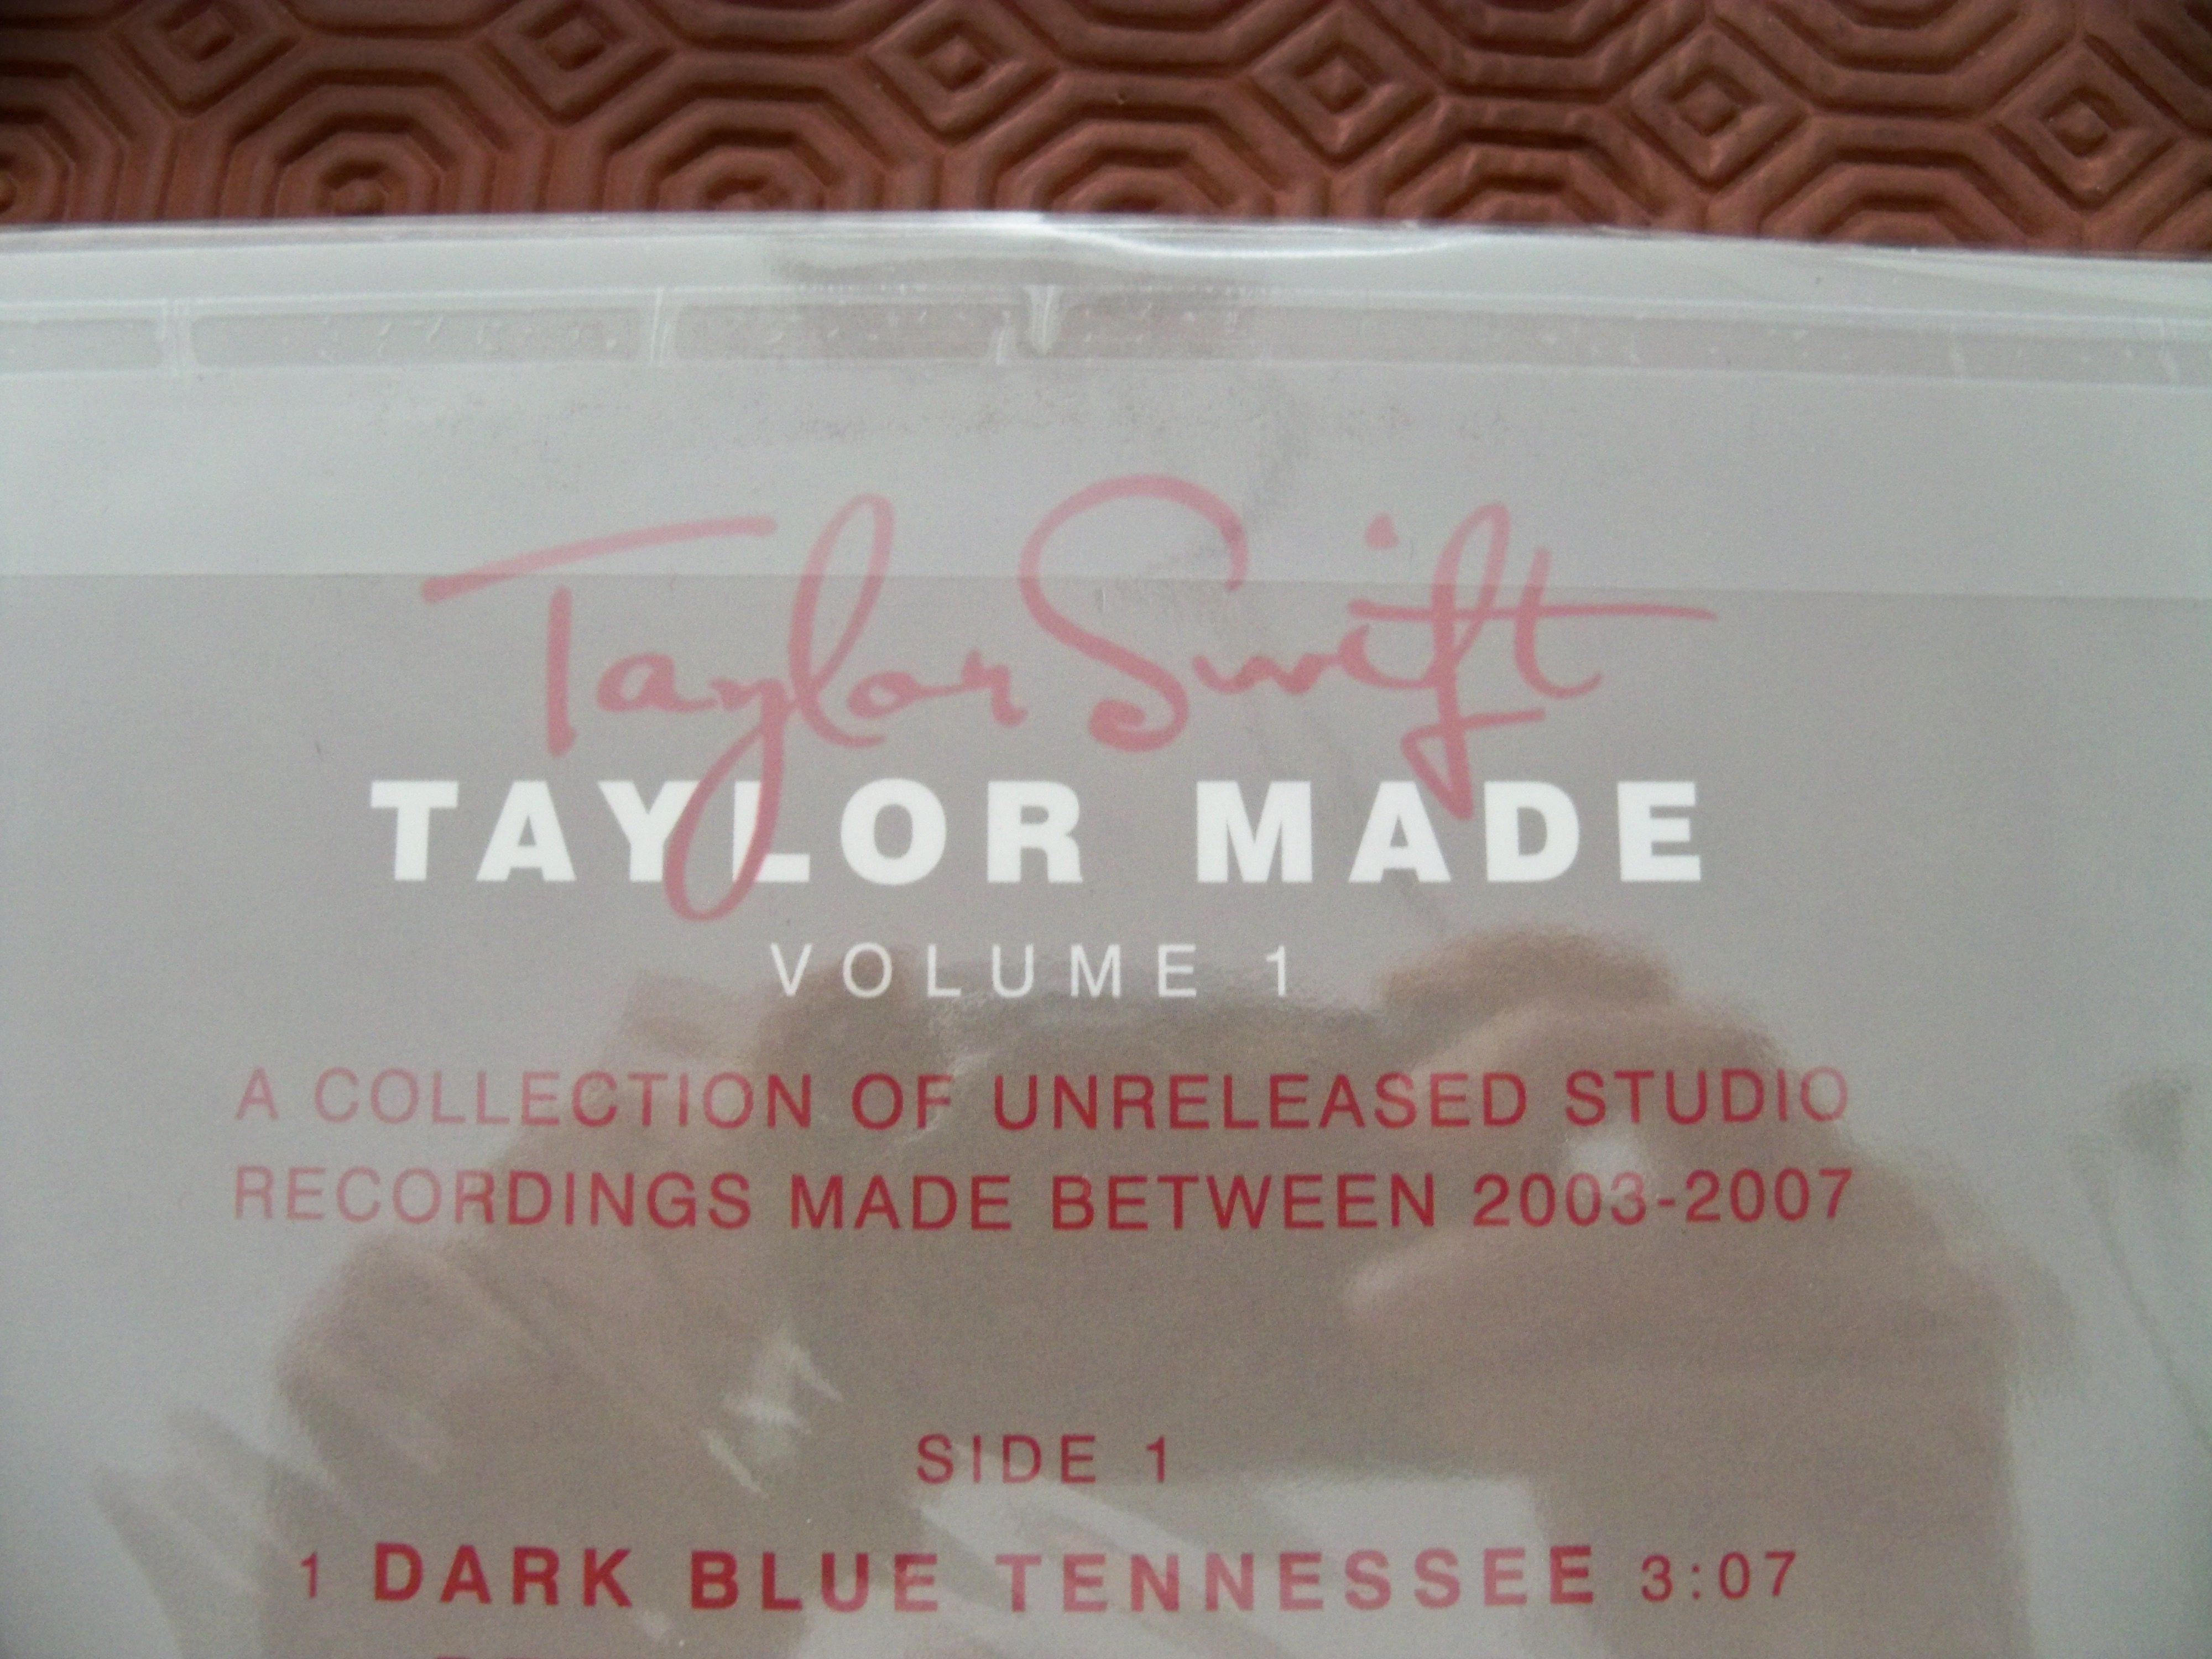 Taylor Swift
TAYLOR MADE
VOLUME 1
A COLLECTION OF UNRELEASED STUDIO
RECORDINGS MADE BETWEEN 2003-2007
SIDE 1
1 DARK BLUE TENNESSEE 3:07